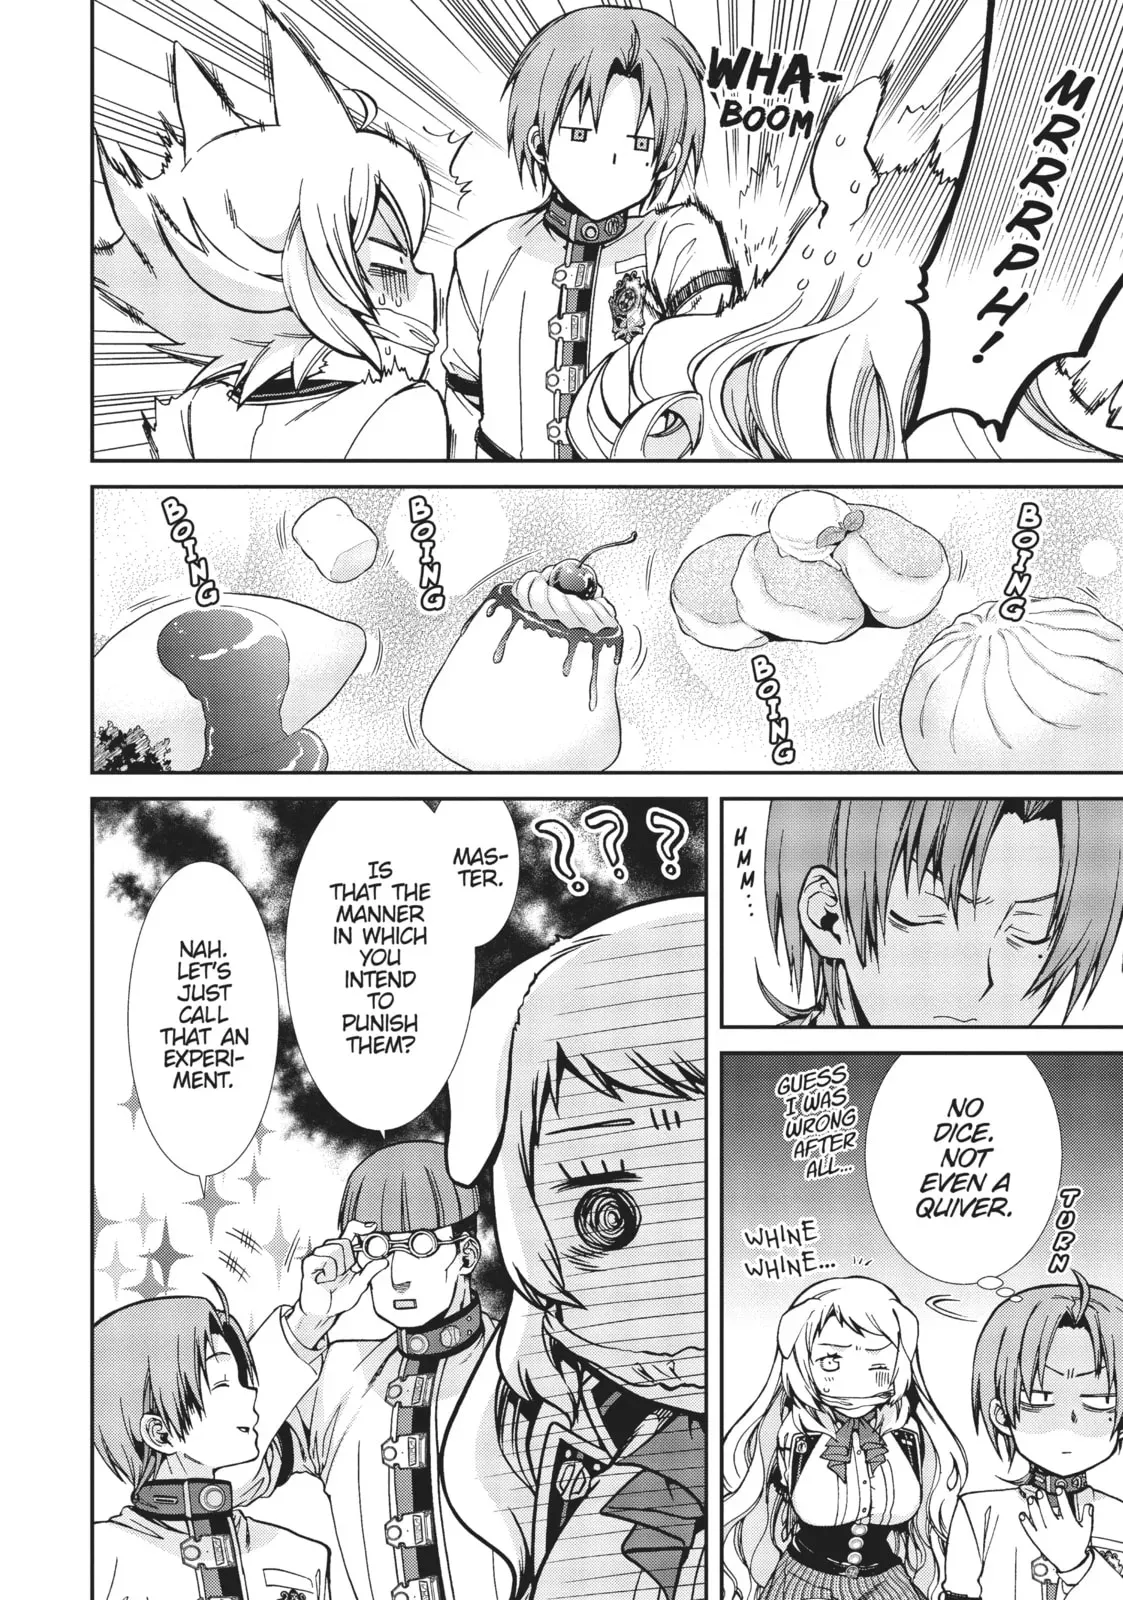 MRRRPH!
WHA-
BOOM
BOING
BOING
BOING
BOING
HMM...
NO
DICE.
NOT
EVEN A
QUIVER.
TURN
GUESS
I WAS
WRONG
AFTER
ALL...
WHINE
WHINE...
???
MAS-
TER.
IS
THAT THE
MANNER
IN WHICH
YOU
INTEND
TO
PUNISH
THEM?
NAH.
LET'S
JUST
CALL
THAT AN
EXPERI-
MENT.